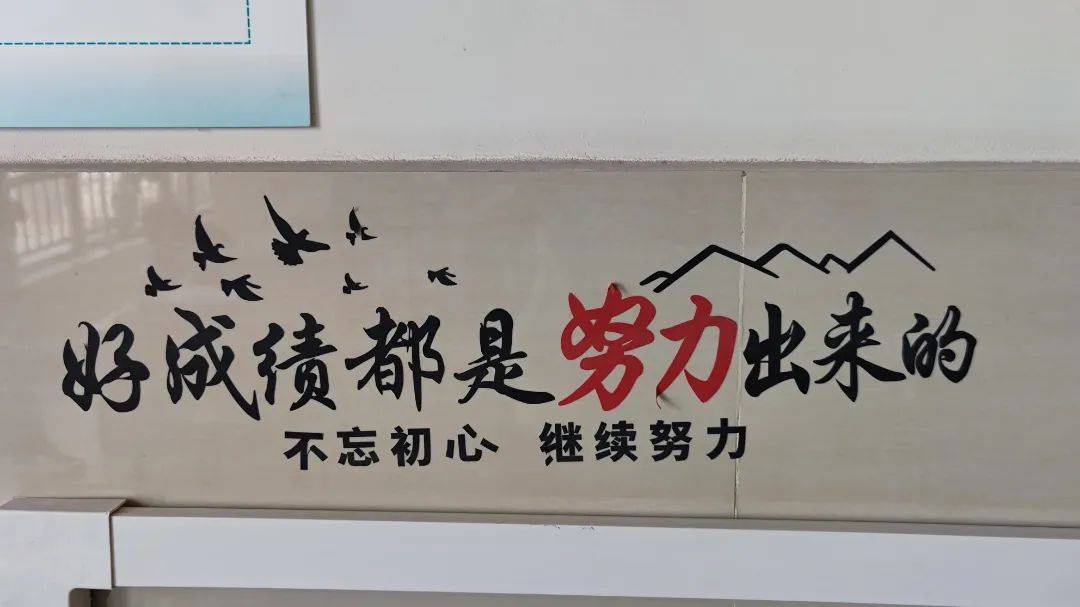 好成绩都是努力出来的
不忘初心 继续努力